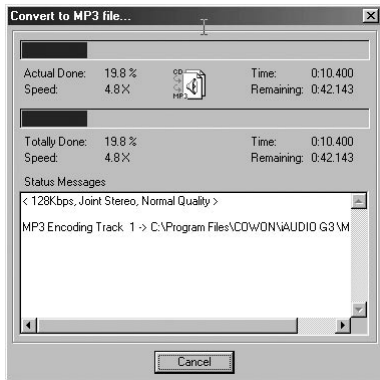 Convert to MP3 file...
CD
MP3
Actual Done: 19.8 % Time: 0:10.400
Speed: 4.8X Remaining: 0:42.143
Totally Done: 19.8 % Time: 0:10.400
Speed: 4.8X Remaining: 0:42.143
Status Messages
< 128Kbps, Joint Stereo, Normal Quality >
MP3 Encoding Track 1 -> C:\Program Files\COWON\iAUDIO G3\M
Cancel